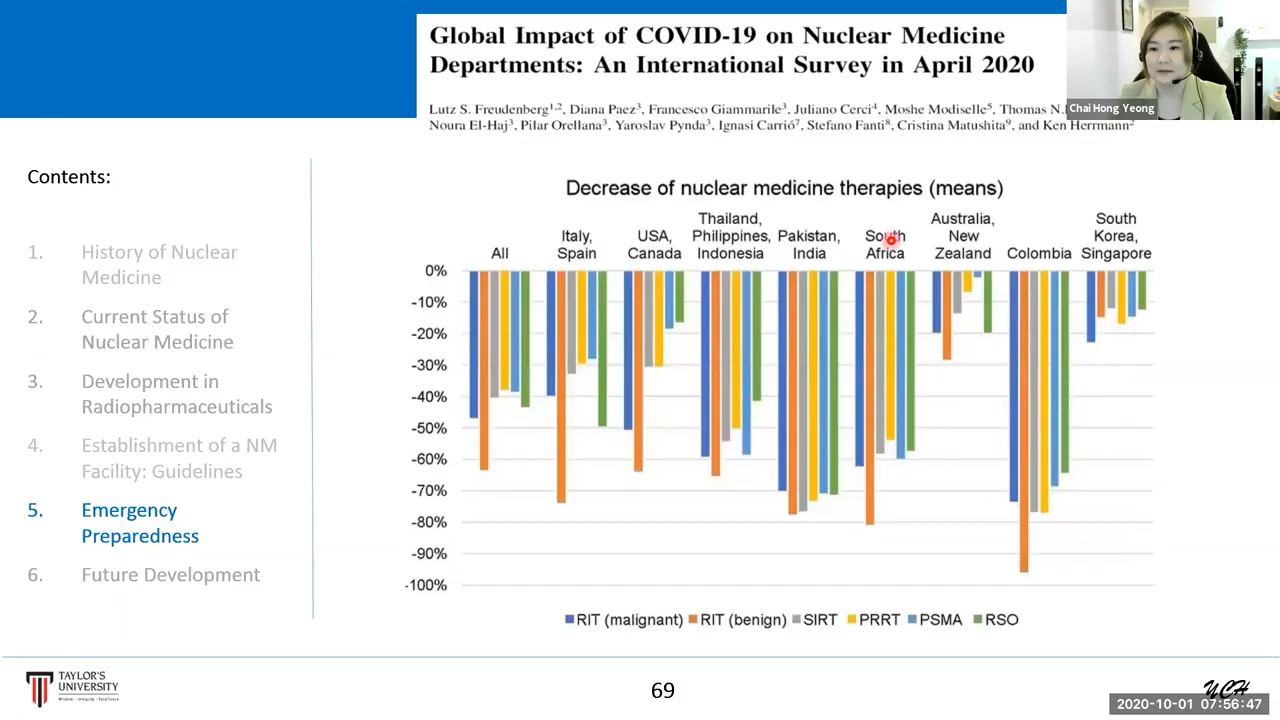 Global Impact of COVID-19 on Nuclear Medicine
Departments: An International Survey in April 2020
Lutz S. Freudenberg1,2, Diana Paez3, Francesco Giammarile3, Juliano Cerci4, Moshe Modiselle5, Thomas N.
Noura El-Haj3, Pilar Orellana3, Yaroslav Pynda3, Ignasi Carrió7, Stefano Fanti8, Cristina Matushita9, and Ken Herrmann2
Chai Hong Yeong
Contents:
1. History of Nuclear
Medicine
2. Current Status of
Nuclear Medicine
3. Development in
Radiopharmaceuticals
4. Establishment of a NM
Facility: Guidelines
5. Emergency
Preparedness
6. Future Development
Decrease of nuclear medicine therapies (means)
All
Italy,
Spain
USA,
Canada
Thailand,
Philippines,
Indonesia
Pakistan,
India
South
Africa
Australia,
New
Zealand
Colombia
South
Korea,
Singapore
0%
-10%
-20%
-30%
-40%
-50%
-60%
-70%
-80%
-90%
-100%
RIT (malignant) RIT (benign) SIRT PRRT PSMA RSO
TAYLOR'S
UNIVERSITY
Wisdom · Integrity · Excellence
69
YCH
2020-10-01 07:56:47